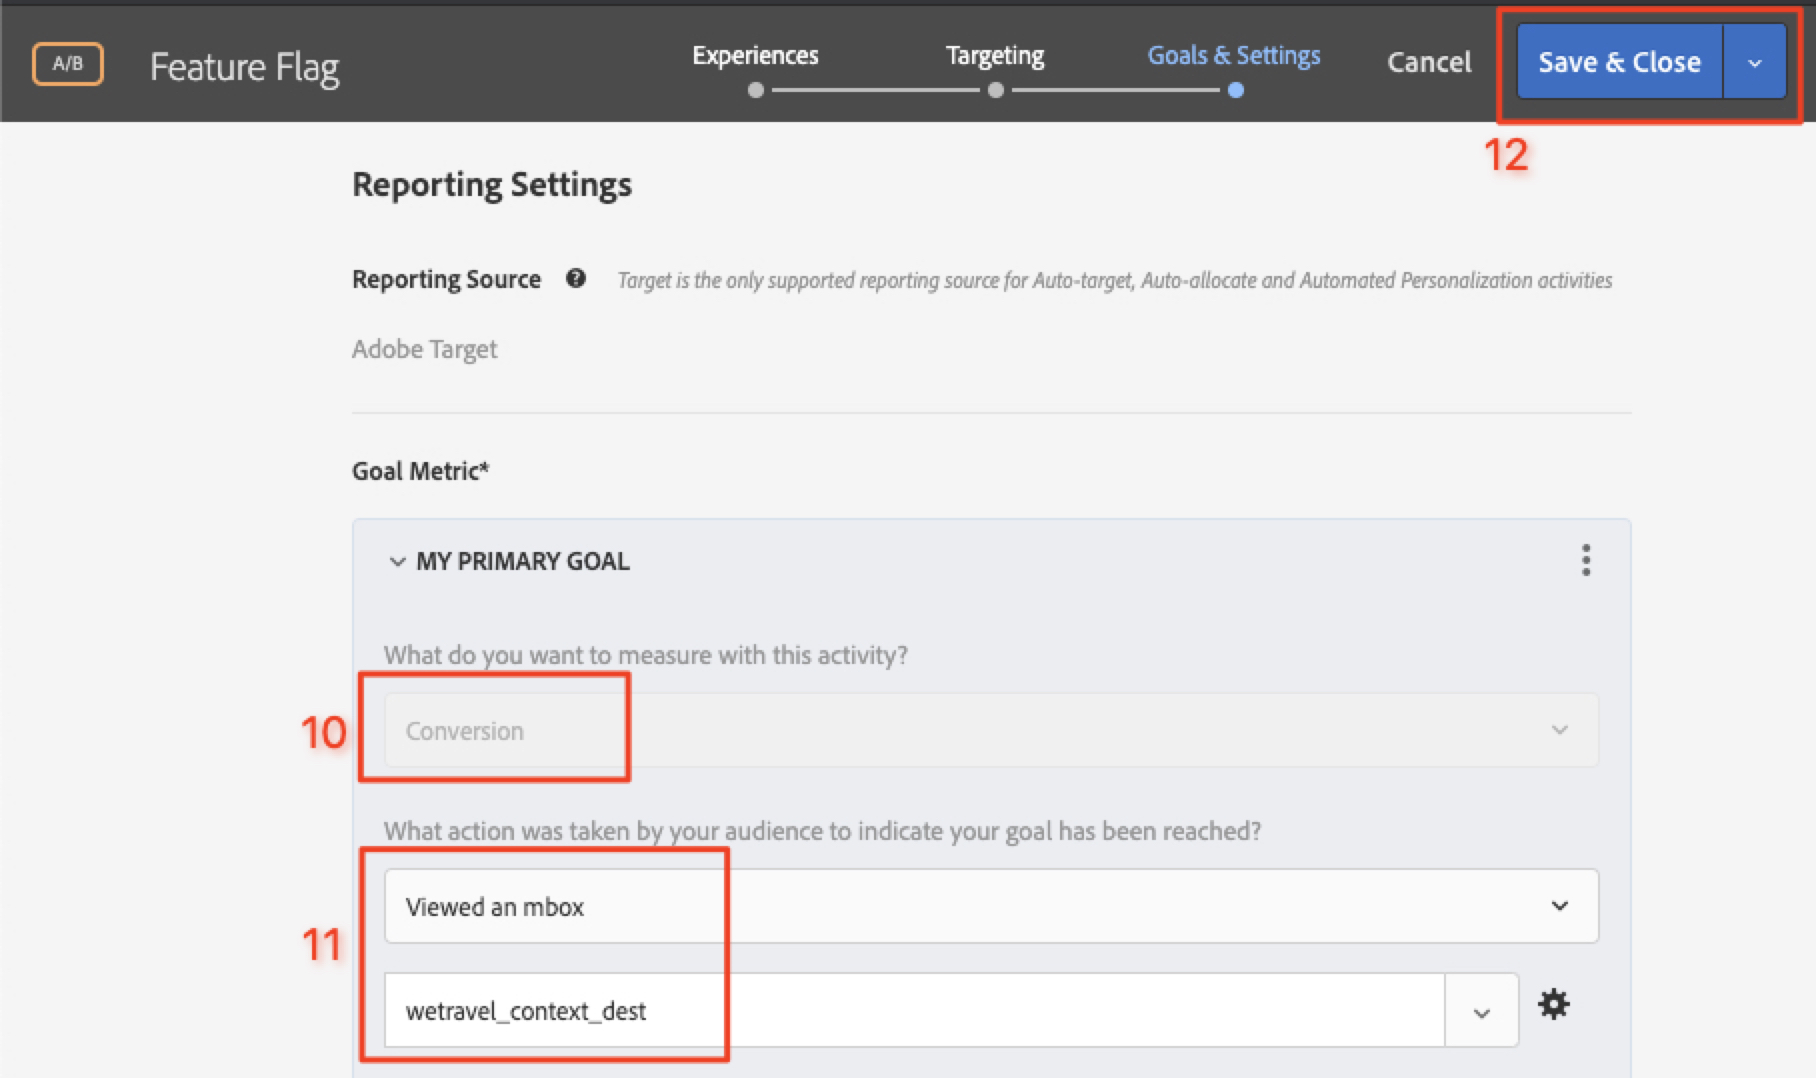 A/B
Feature Flag
Experiences
Targeting
Goals & Settings
Cancel
Save & Close
12
Reporting Settings
Reporting Source ? Target is the only supported reporting source for Auto-target, Auto-allocate and Automated Personalization activities
Adobe Target
Goal Metric*
MY PRIMARY GOAL
What do you want to measure with this activity?
10
Conversion
What action was taken by your audience to indicate your goal has been reached?
Viewed an mbox
11
wetravel_context_dest